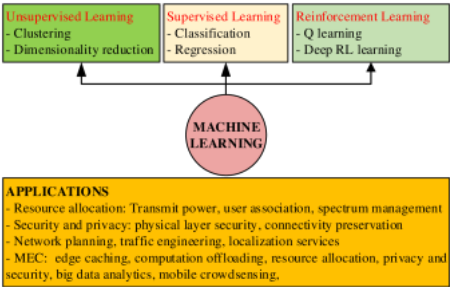 Unsupervised Learning
- Clustering
- Dimensionality reduction
Supervised Learning
- Classification
- Regression
Reinforcement Learning
- Q learning
- Deep RL learning
MACHINE
LEARNING
APPLICATIONS
- Resource allocation: Transmit power, user association, spectrum management
- Security and privacy: physical layer security, connectivity preservation
- Network planning, traffic engineering, localization services
- MEC: edge caching, computation offloading, resource allocation, privacy and
security, big data analytics, mobile crowdsensing,